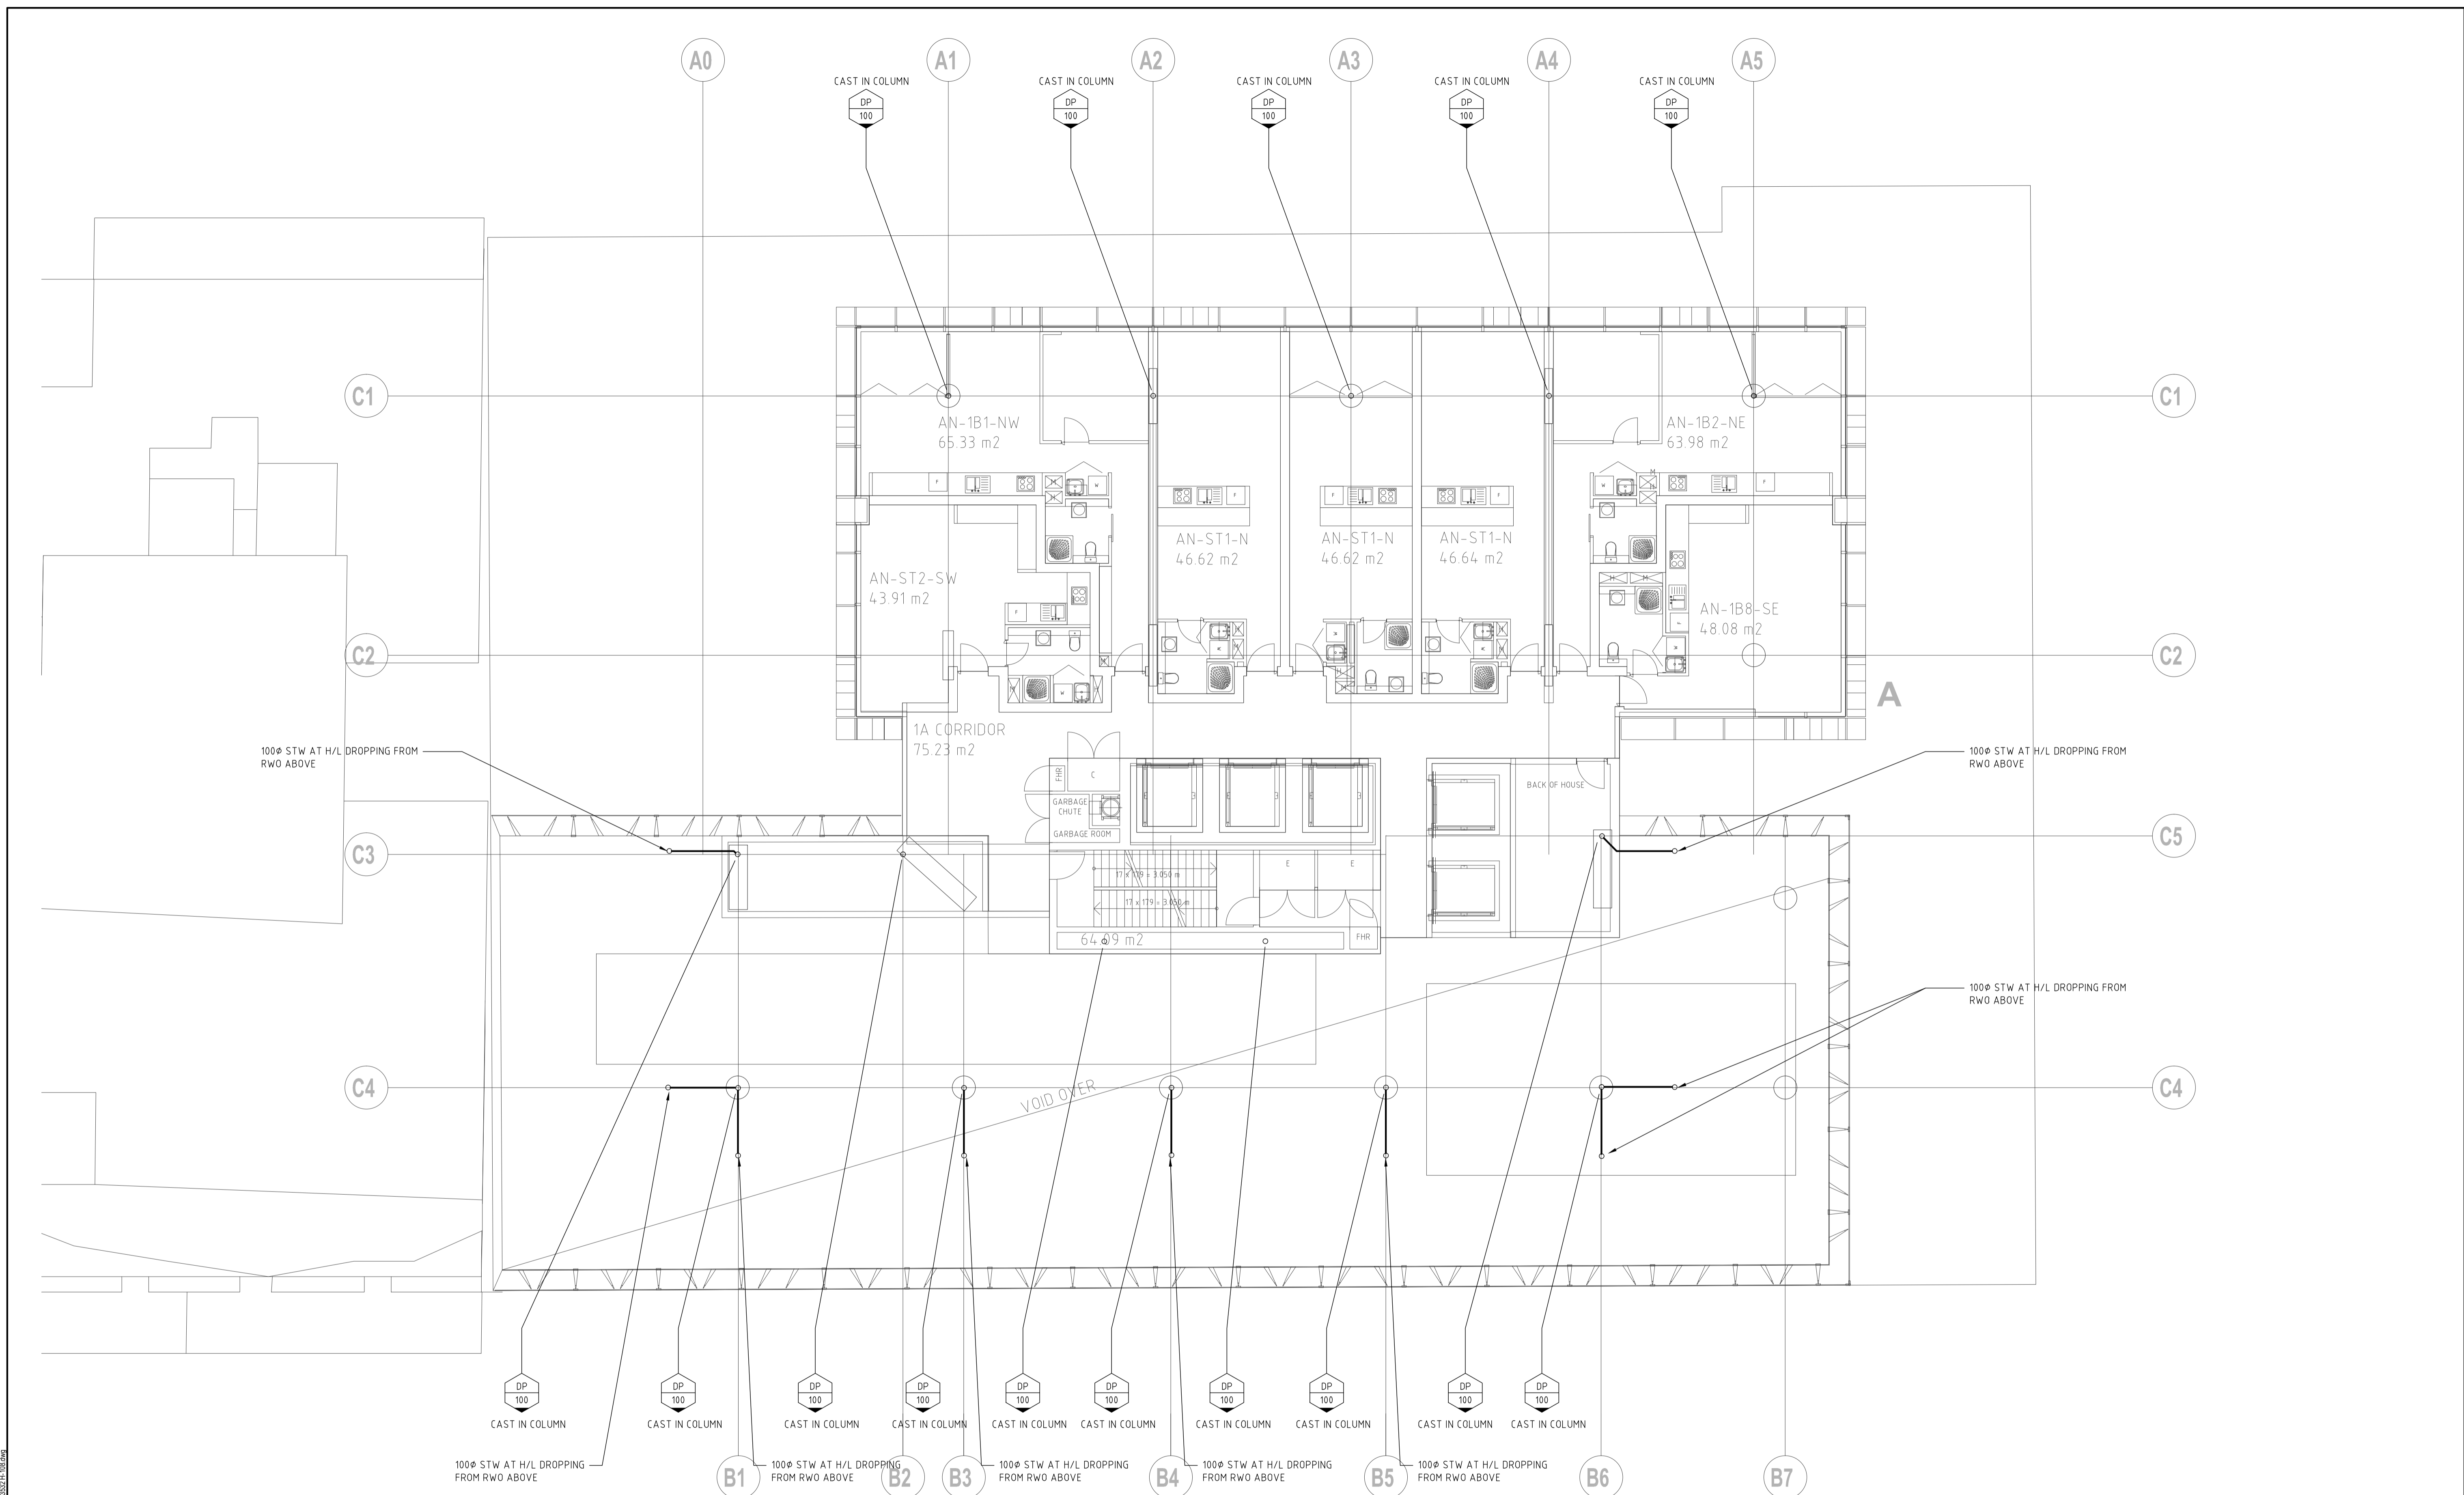 A0
A1
A2
A3
A4
A5
CAST IN COLUMN
CAST IN COLUMN
CAST IN COLUMN
CAST IN COLUMN
CAST IN COLUMN
DP
100
DP
100
DP
100
DP
100
DP
100
C1
C1
AN-1B1-NW
65.33 m2
AN-1B2-NE
63.98 m2
F
M
M
W
F
F
F
W
M
F
AN-ST1-N
46.62 m2
AN-ST1-N
46.62 m2
AN-ST1-N
46.64 m2
AN-ST2-SW
43.91 m2
F
AN-1B8-SE
48.08 m2
C2
C2
W
A
1A CORRIDOR
75.23 m2
100Ø STW AT H/L DROPPING FROM
RWO ABOVE
100Ø STW AT H/L DROPPING FROM
RWO ABOVE
FHR
C
GARBAGE
CHUTE
GARBAGE ROOM
BACK OF HOUSE
C3
C5
E
E
17 x 179 = 3.050 m
17 x 179 = 3.050 m
64.09 m2
FHR
100Ø STW AT H/L DROPPING FROM
RWO ABOVE
C4
C4
VOID OVER
DP
100
DP
100
DP
100
DP
100
DP
100
DP
100
DP
100
DP
100
DP
100
DP
100
CAST IN COLUMN
CAST IN COLUMN
CAST IN COLUMN
CAST IN COLUMN
CAST IN COLUMN
CAST IN COLUMN
CAST IN COLUMN
CAST IN COLUMN
CAST IN COLUMN
CAST IN COLUMN
100Ø STW AT H/L DROPPING
FROM RWO ABOVE
100Ø STW AT H/L DROPPING
FROM RWO ABOVE
100Ø STW AT H/L DROPPING
FROM RWO ABOVE
100Ø STW AT H/L DROPPING
FROM RWO ABOVE
100Ø STW AT H/L DROPPING
FROM RWO ABOVE
B1
B2
B3
B4
B5
B6
B7